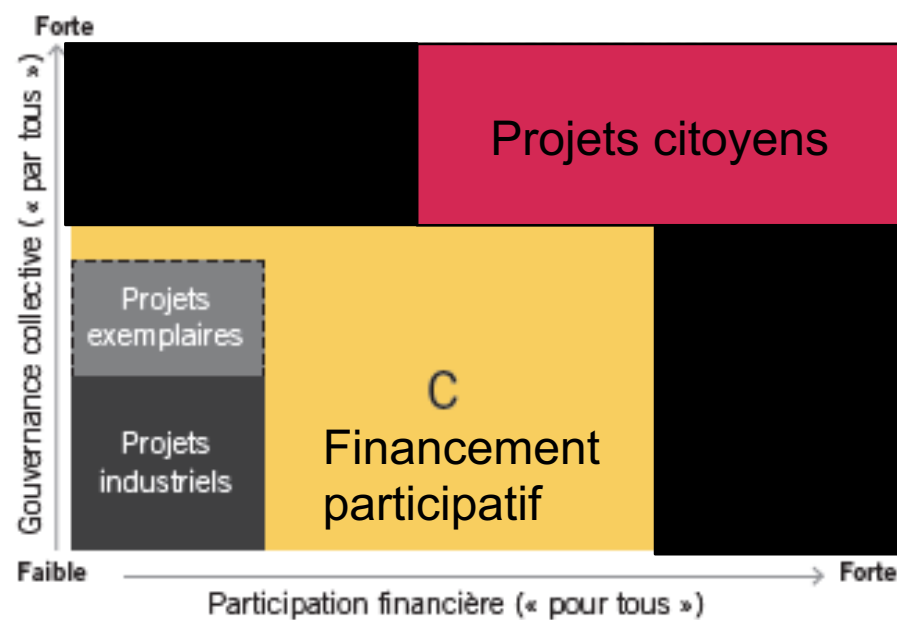 Forte
Gouvernance collective (« par tous »)
Projets citoyens
Projets
exemplaires
C
Projets
industriels
Financement
participatif
Faible
Forte
Participation financière (« pour tous »)